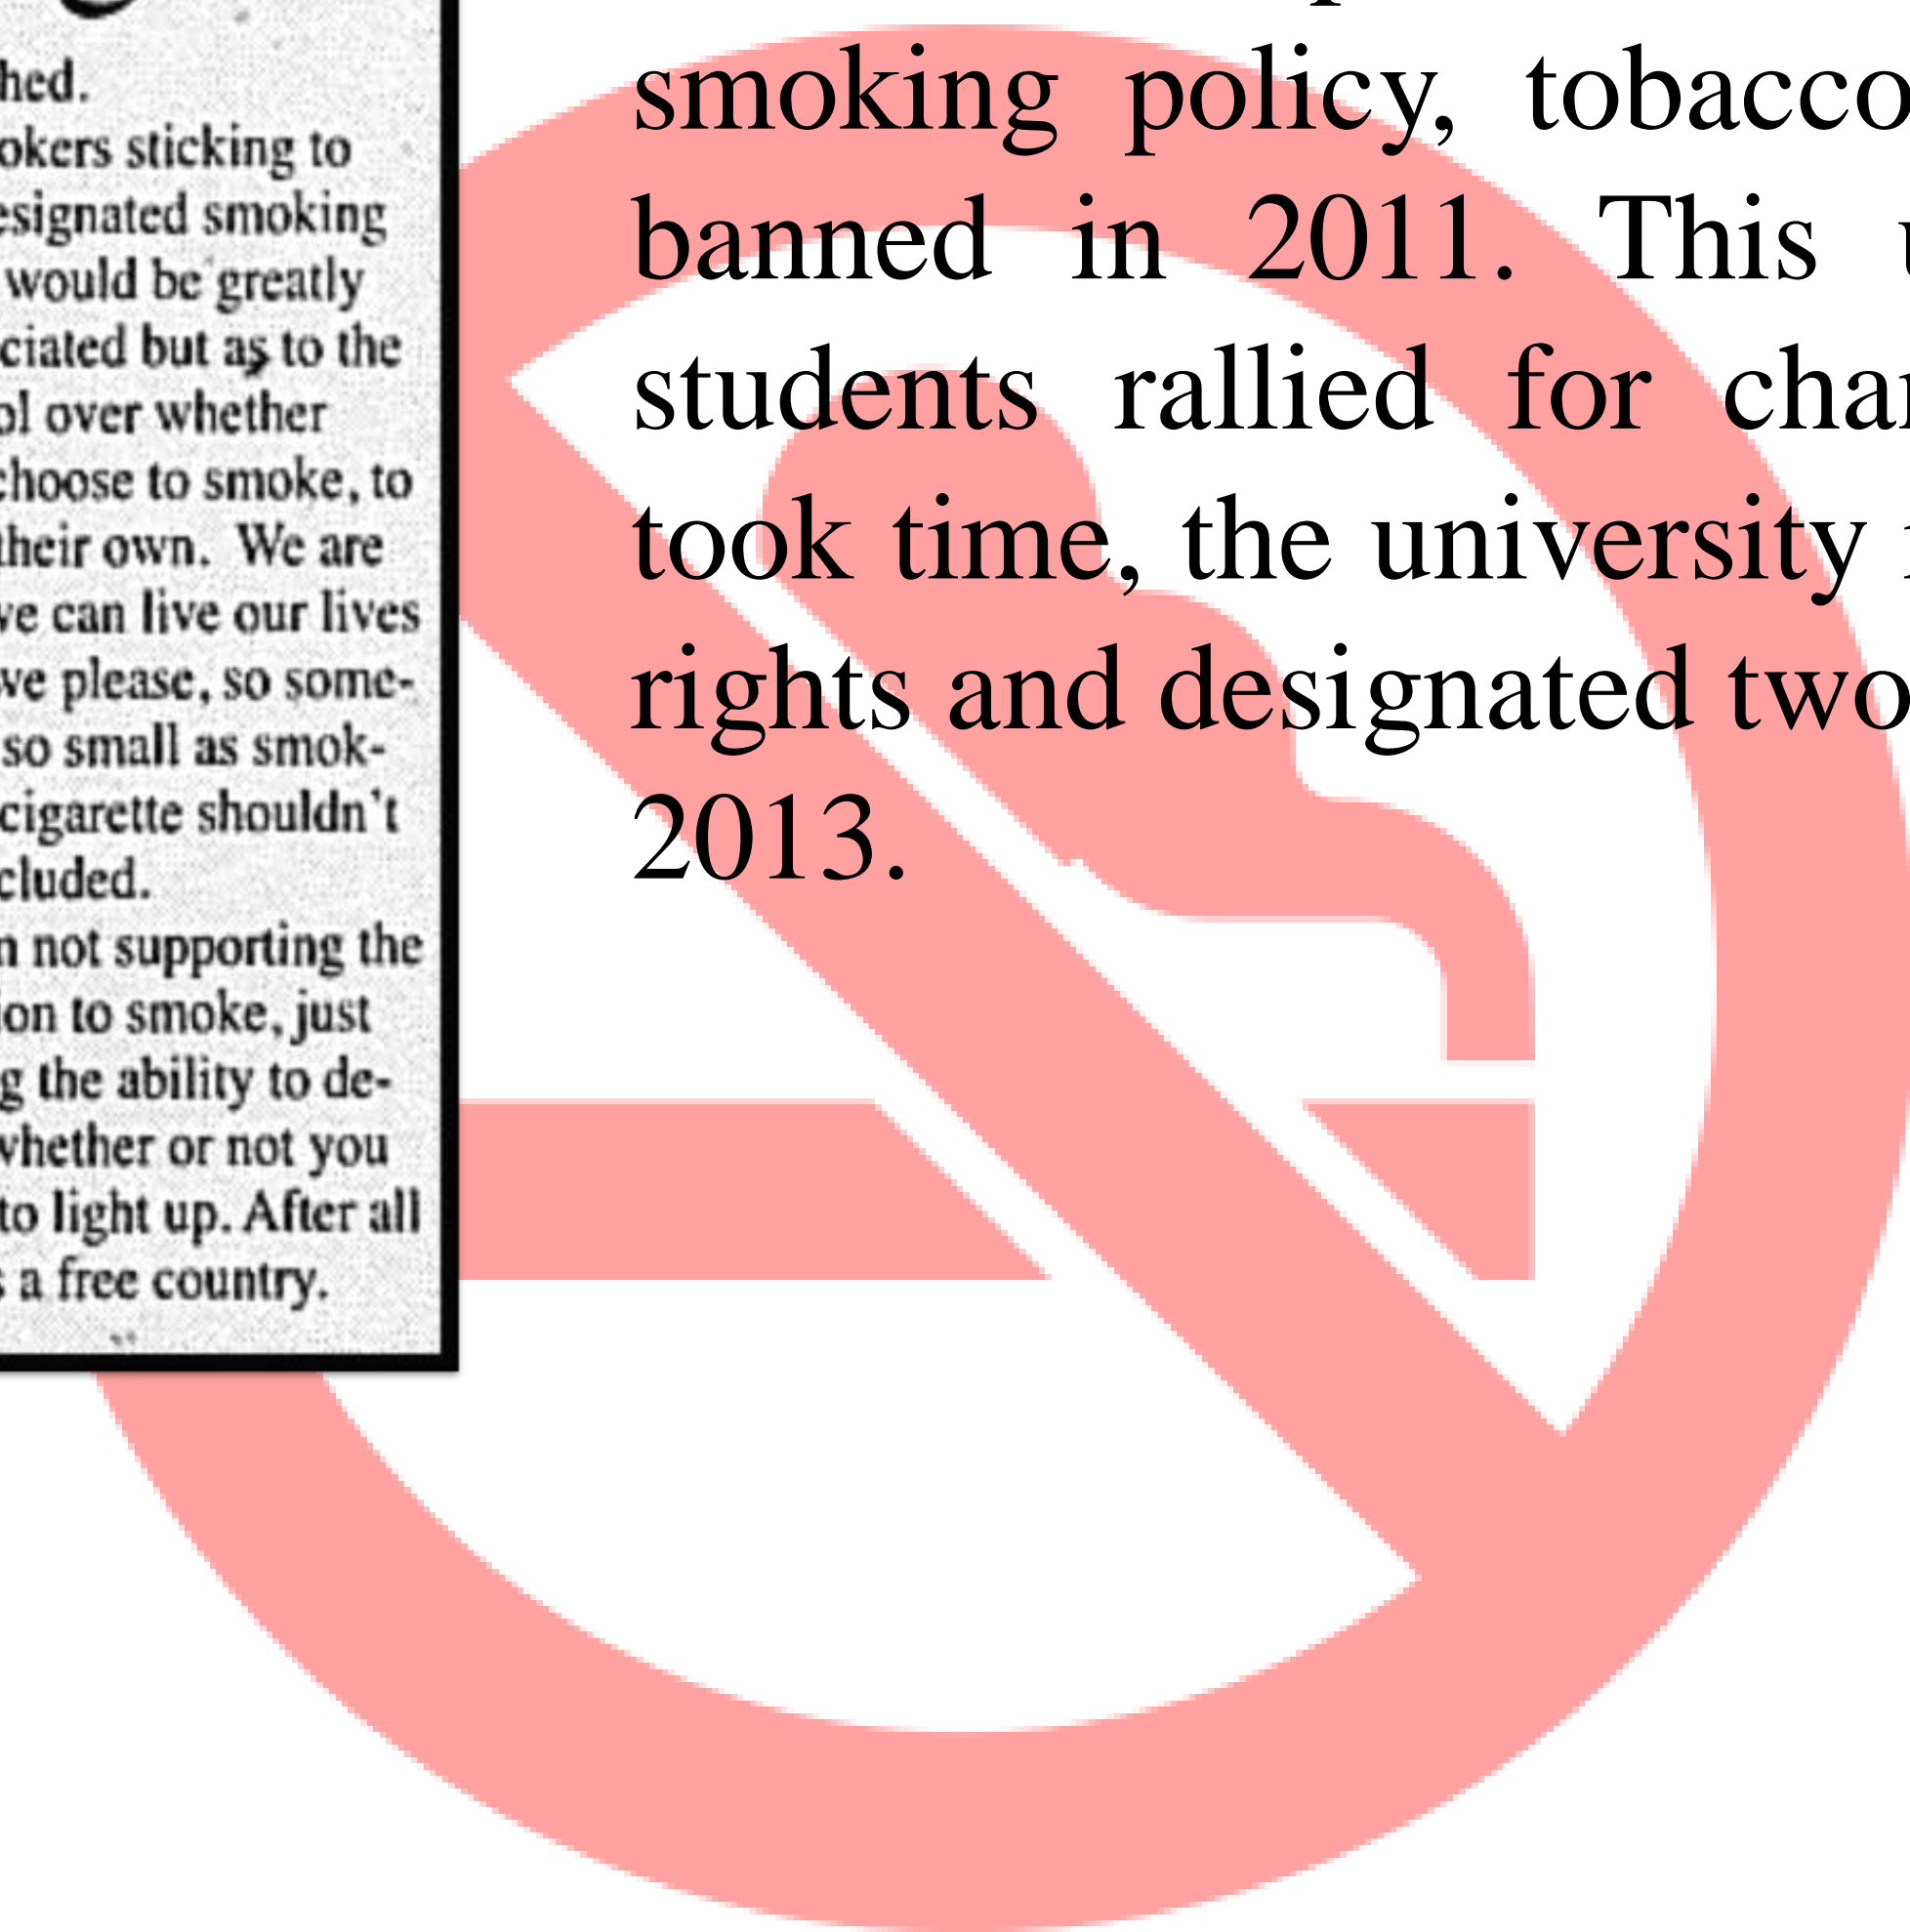 hed.
okers sticking to
esignated smoking
would be greatly
ciated but as to the
ol over whether
choose to smoke, to
their own. We are
we can live our lives
we please, so some-
so small as smok-
cigarette shouldn't
cluded.
n not supporting the
ion to smoke, just
g the ability to de-
whether or not you
to light up. After all
s a free country.
smoking policy, tobacco
banned in 2011. This u
students rallied for chan
took time, the university
rights and designated two
2013.